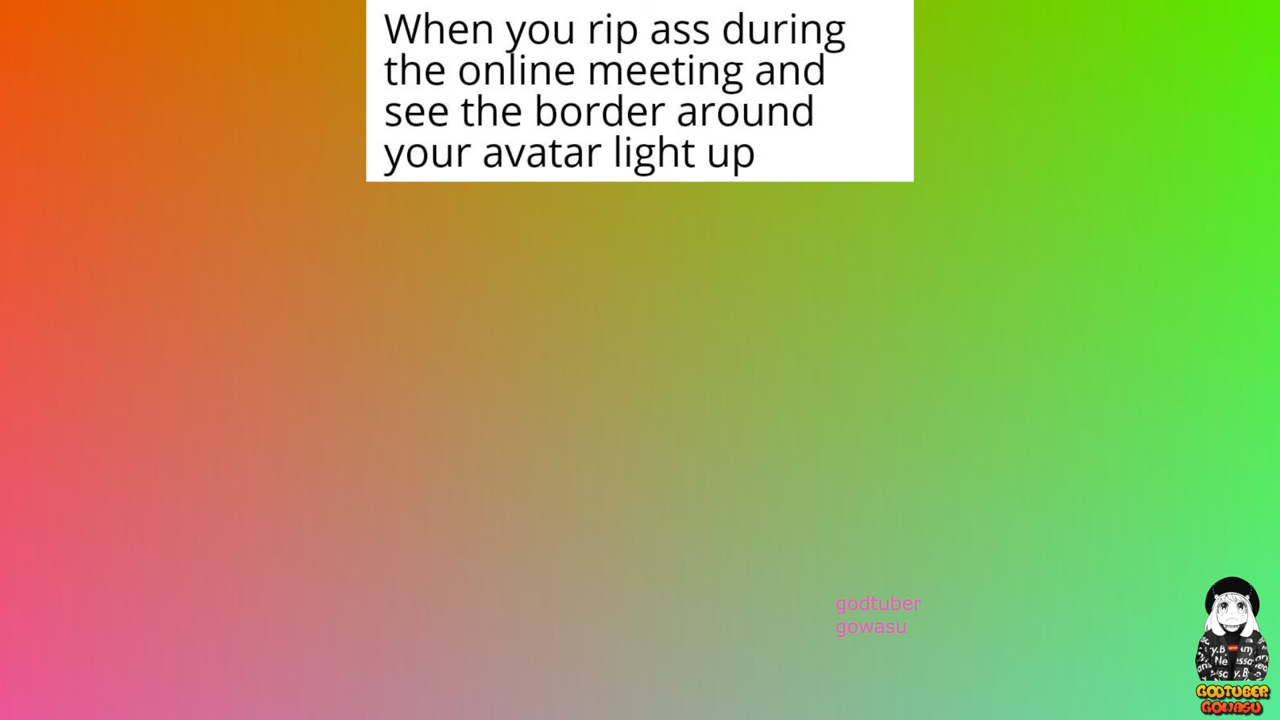 When you rip ass during
the online meeting and
see the border around
your avatar light up
godtuber
gowasu
GODTUBER
GOWASU